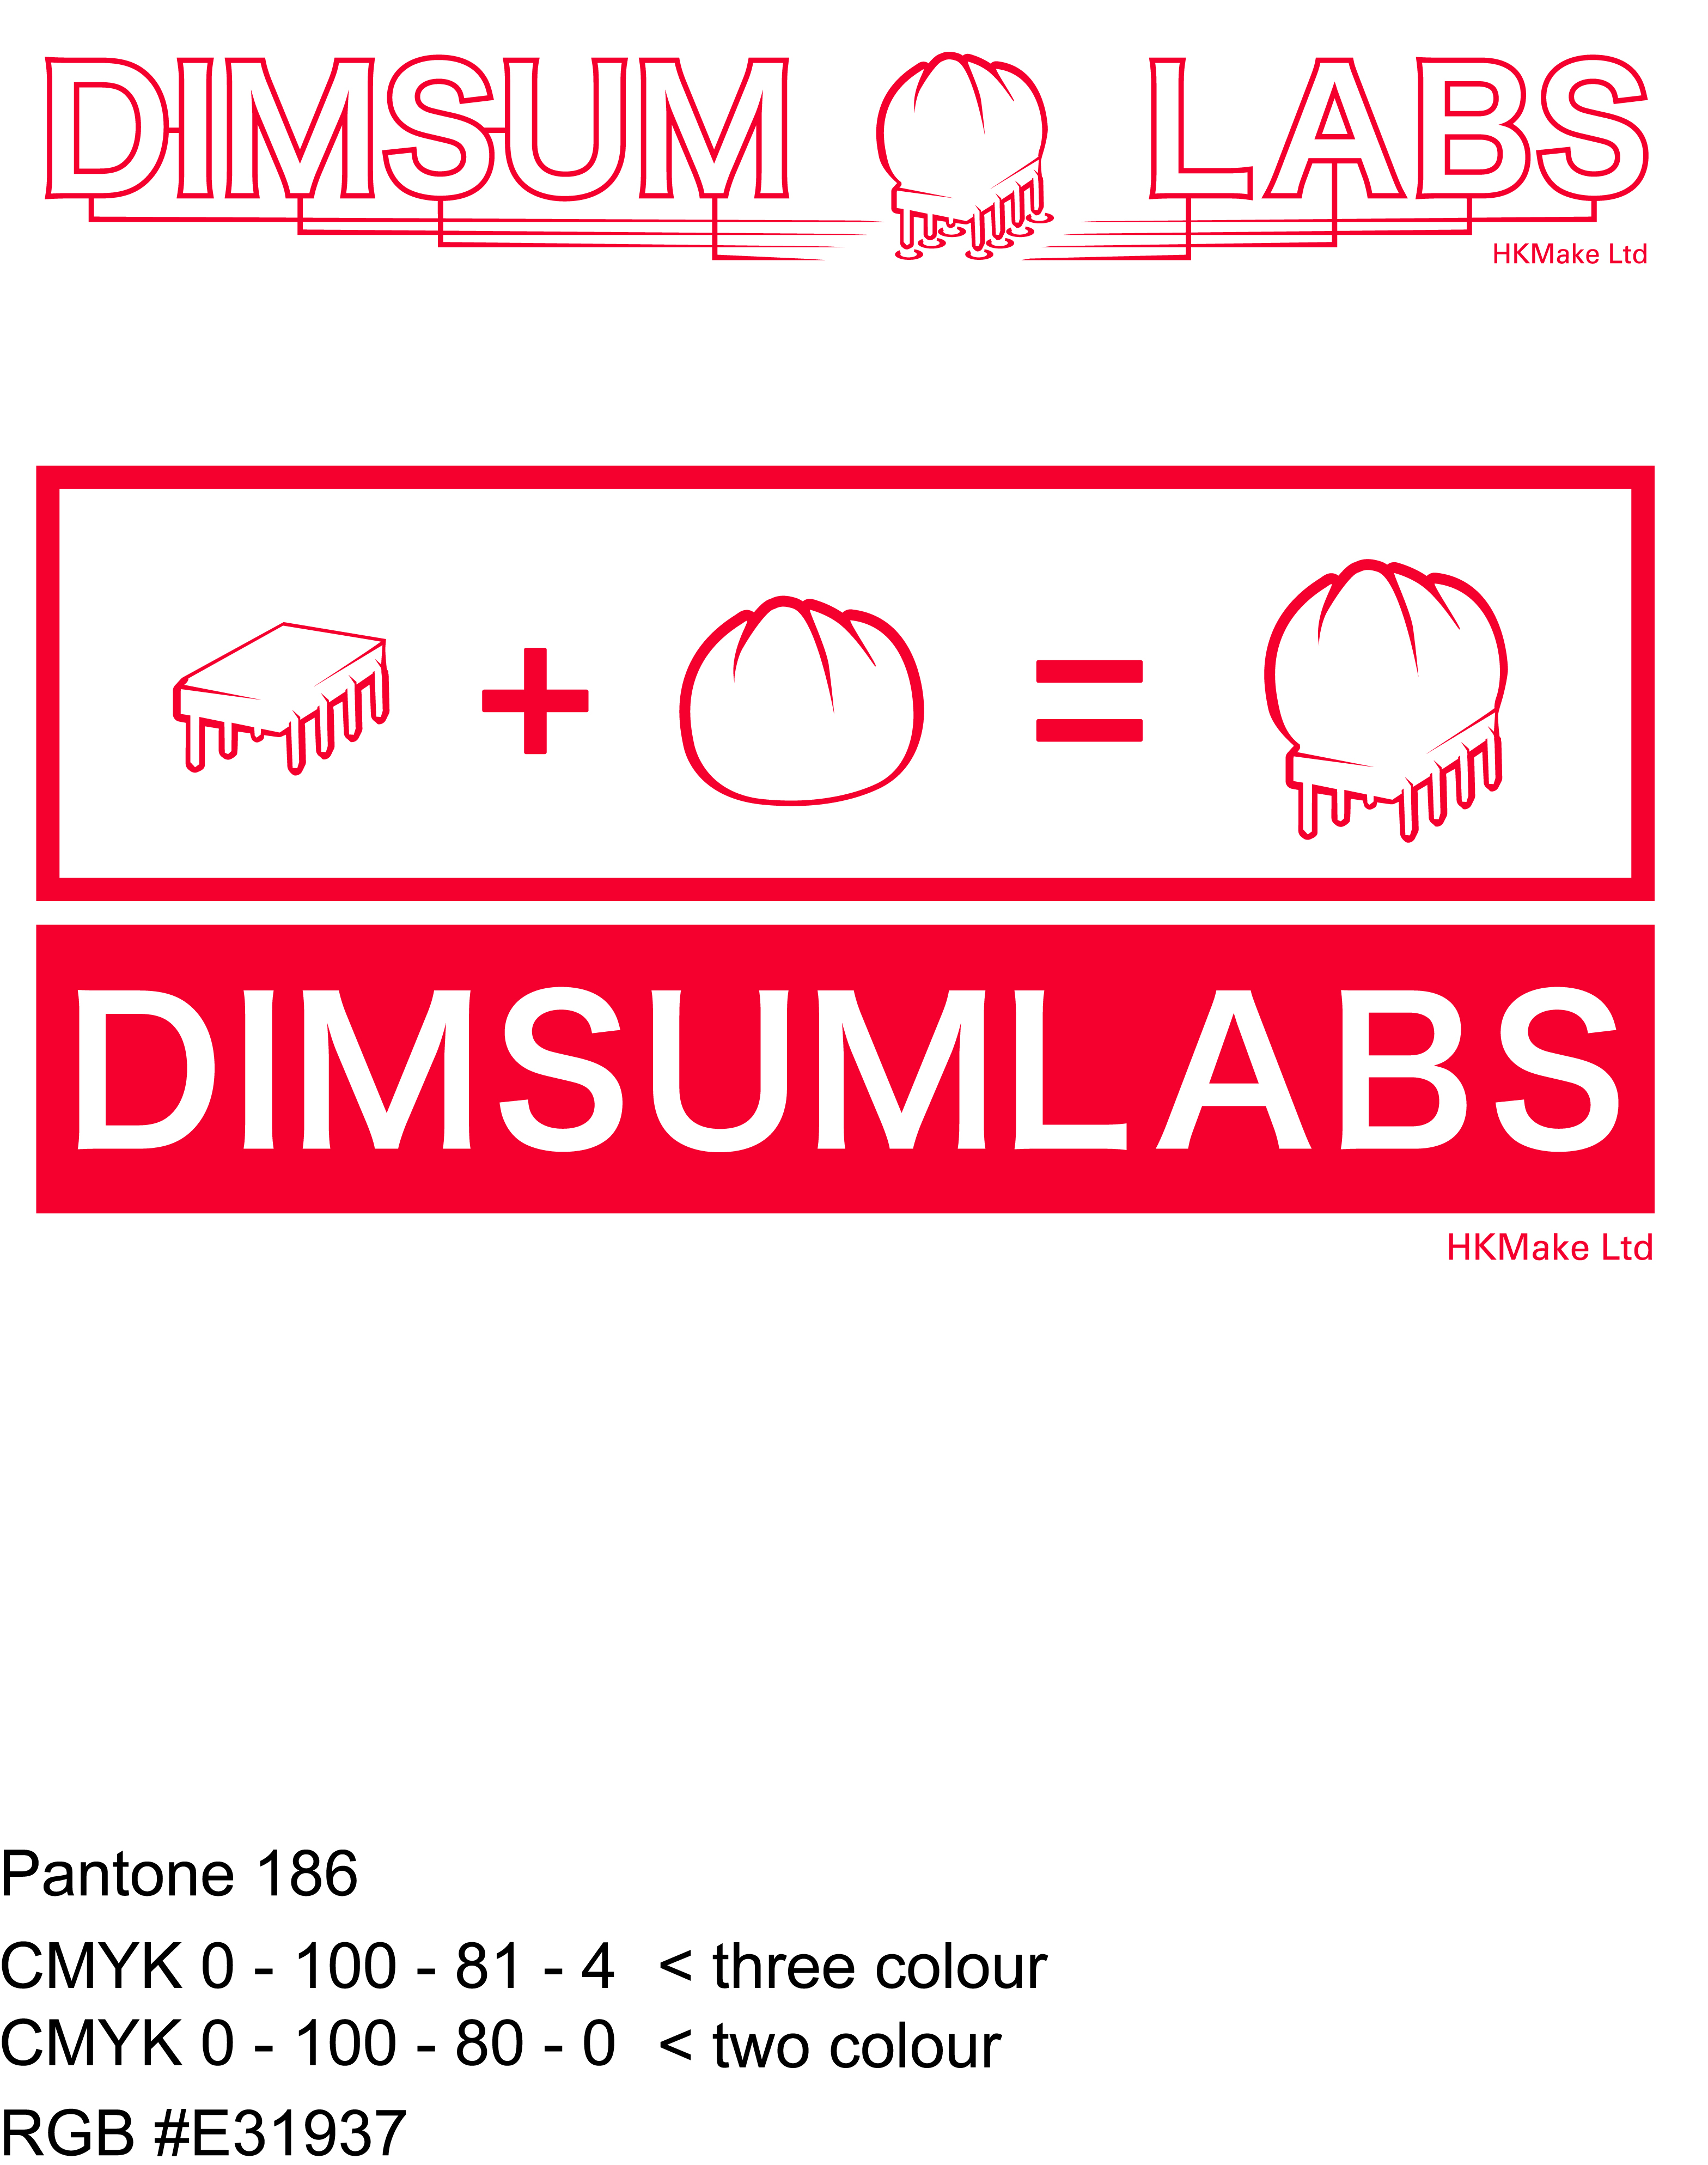 DIMSUM LABS
HKMake Ltd
+ =
DIMSUMLABS
HKMake Ltd
Pantone 186
CMYK 0 - 100 - 81 - 4 < three colour
CMYK 0 - 100 - 80 - 0 < two colour
RGB #E31937